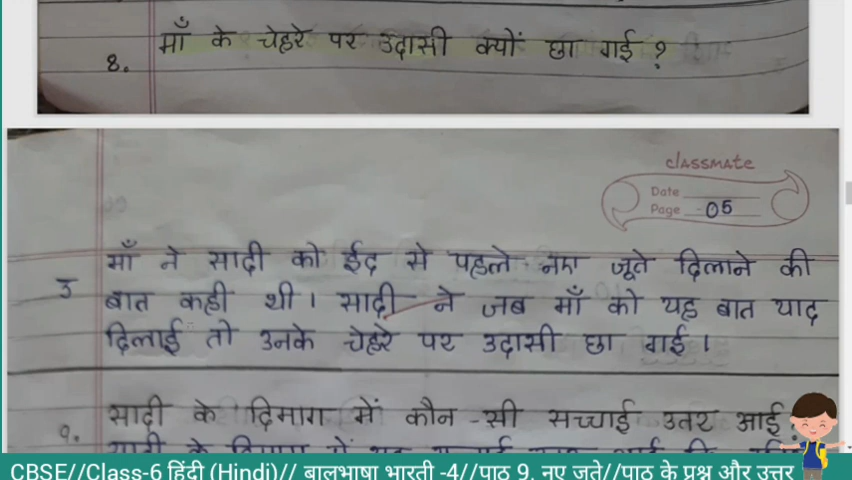 8. माँ के चेहरे पर उदासी क्यों छा गई ?
classmate
Date
Page 05
उ माँ ने सादी को ईद से पहले नए जूते दिलाने की
बात कही थी। सादी ने जब माँ को यह बात याद
दिलाई तो उनके चेहरे पर उदासी छा गई।
9. सादी के दिमाग में कौन-सी सच्चाई उतर आई
CBSE//Class-6 हिंदी (Hindi)// बालभाषा भारती -4//पाठ 9. नए जूते//पाठ के प्रश्न और उत्तर